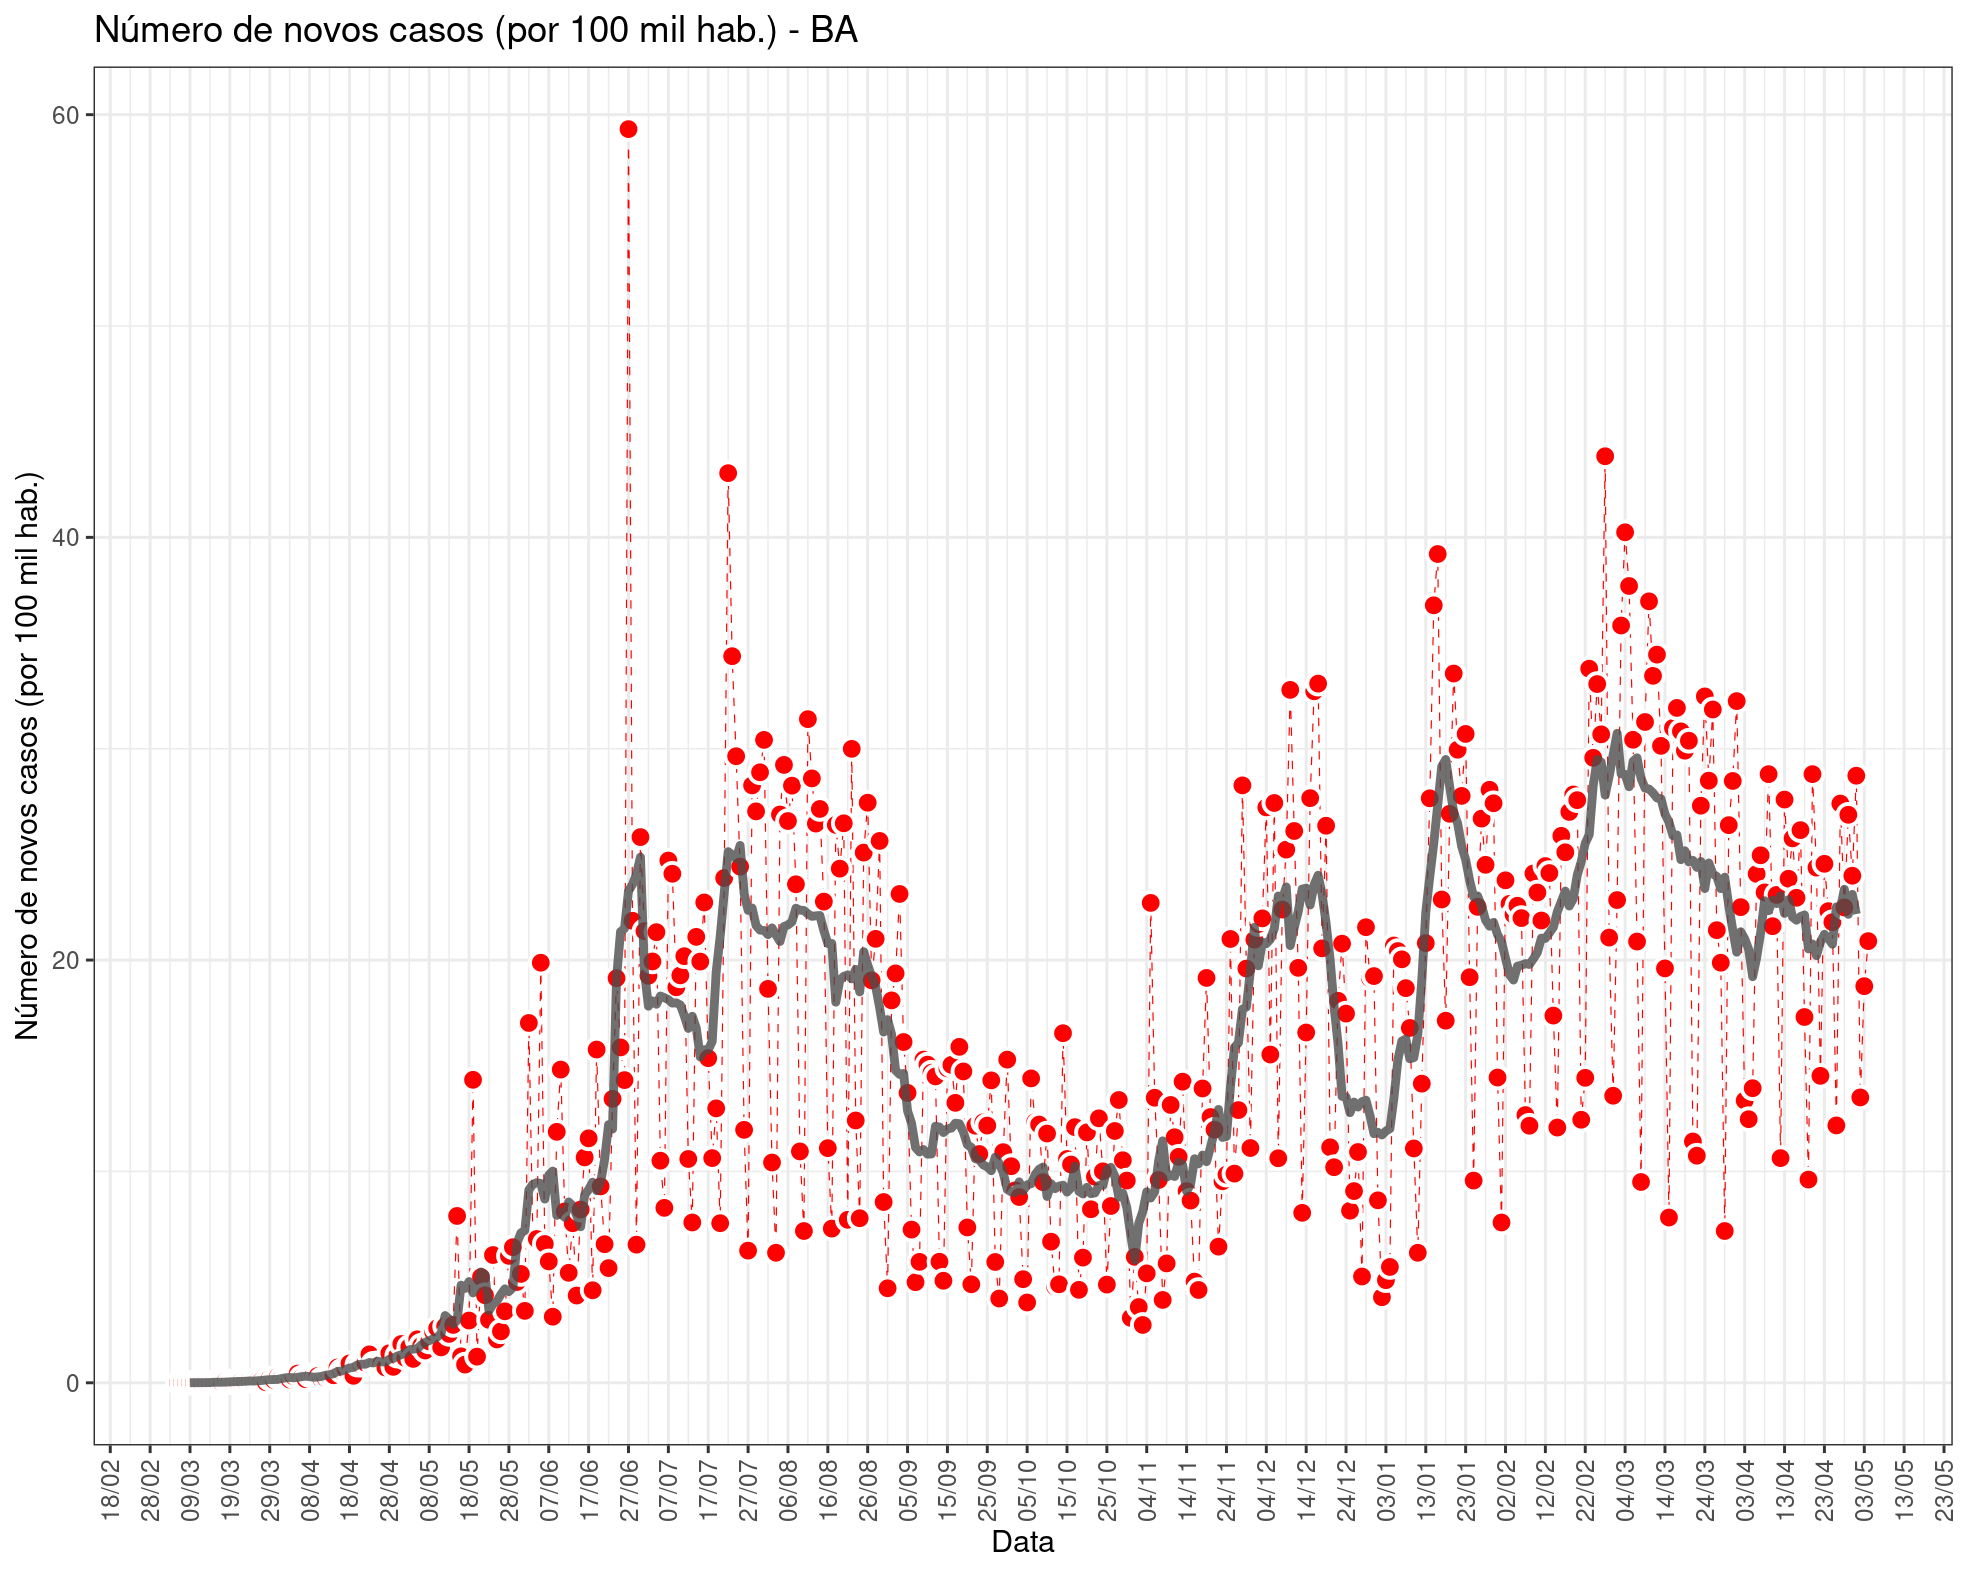 Número de novos casos (por 100 mil hab.) - BA
Número de novos casos (por 100 mil hab.)
60
40
20
0
18/02 28/02 09/03 19/03 29/03 08/04 18/04 28/04 08/05 18/05 28/05 07/06 17/06 27/06 07/07 17/07 27/07 06/08 16/08 26/08 05/09 15/09 25/09 05/10 15/10 25/10 04/11 14/11 24/11 04/12 14/12 24/12 03/01 13/01 23/01 02/02 12/02 22/02 04/03 14/03 24/03 03/04 13/04 23/04 03/05 13/05 23/05
Data